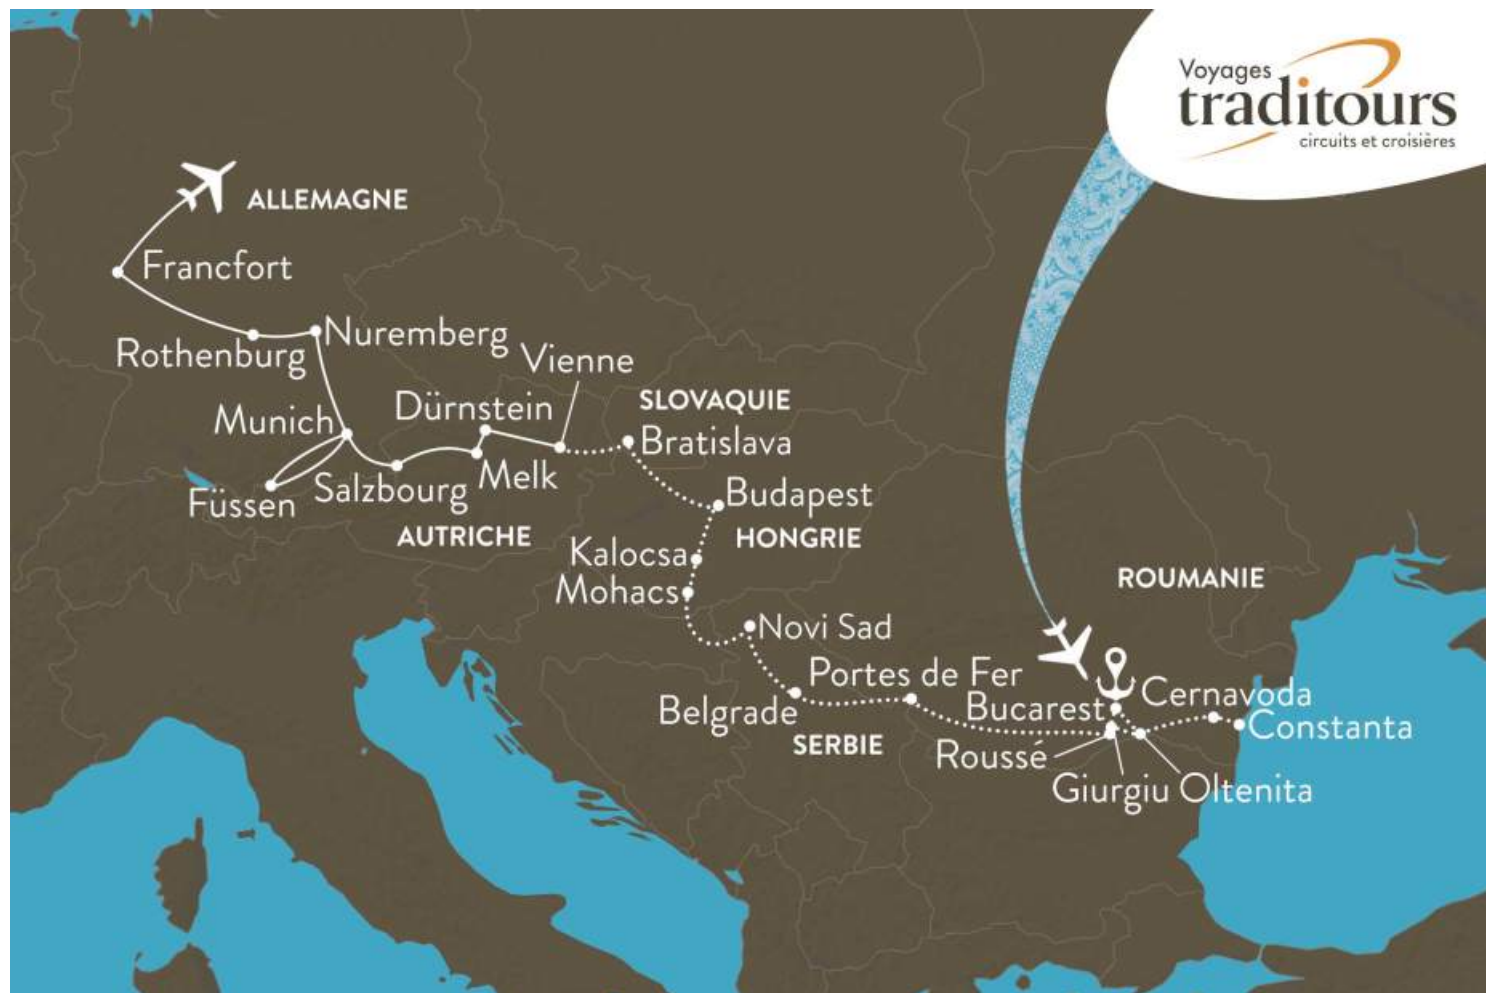 Voyages
traditours
circuits et croisières
ALLEMAGNE
Francfort
Nuremberg
Rothenburg
Vienne
Dürnstein
SLOVAQUIE
Munich
Bratislava
Melk
Salzbourg
Füssen
Budapest
AUTRICHE
HONGRIE
Kalocsa
Mohacs
ROUMANIE
Novi Sad
Portes de Fer
Cernavoda
Belgrade
Bucarest
Constanta
SERBIE
Roussé
Giurgiu
Oltenita